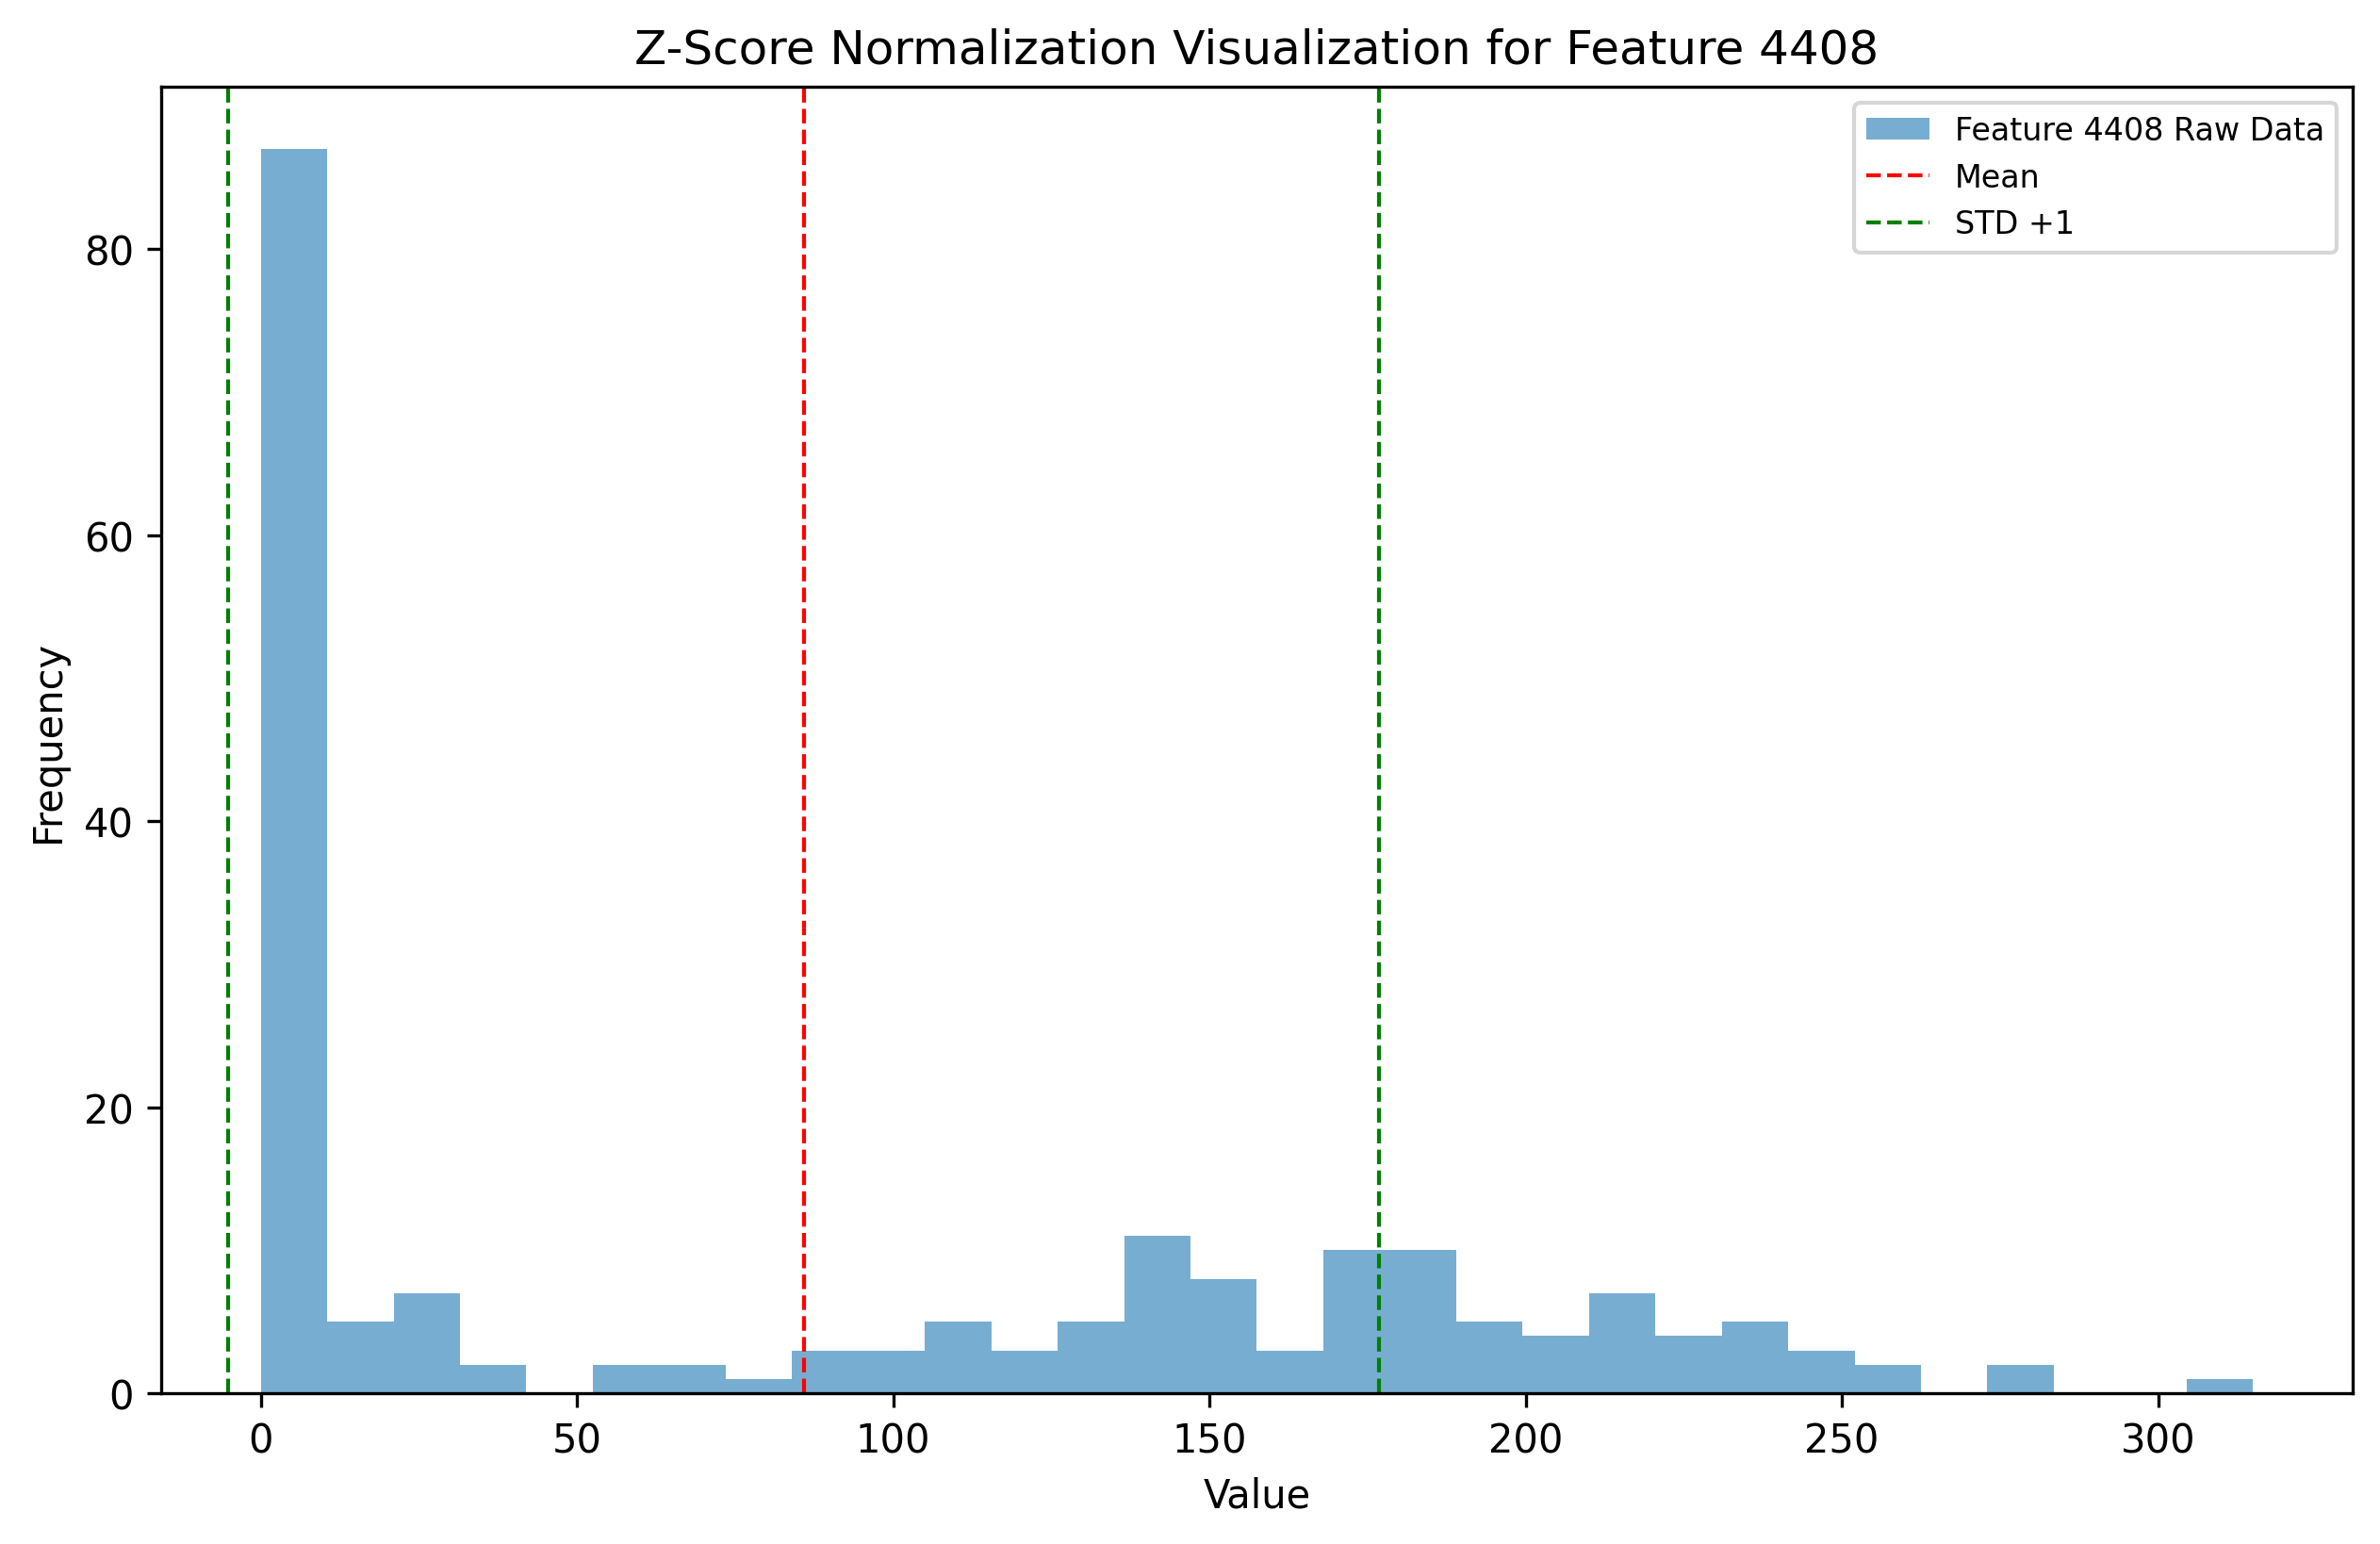 Z-Score Normalization Visualization for Feature 4408
Feature 4408 Raw Data
Mean
STD +1
Frequency
80
60
40
20
0
0 50 100 150 200 250 300
Value